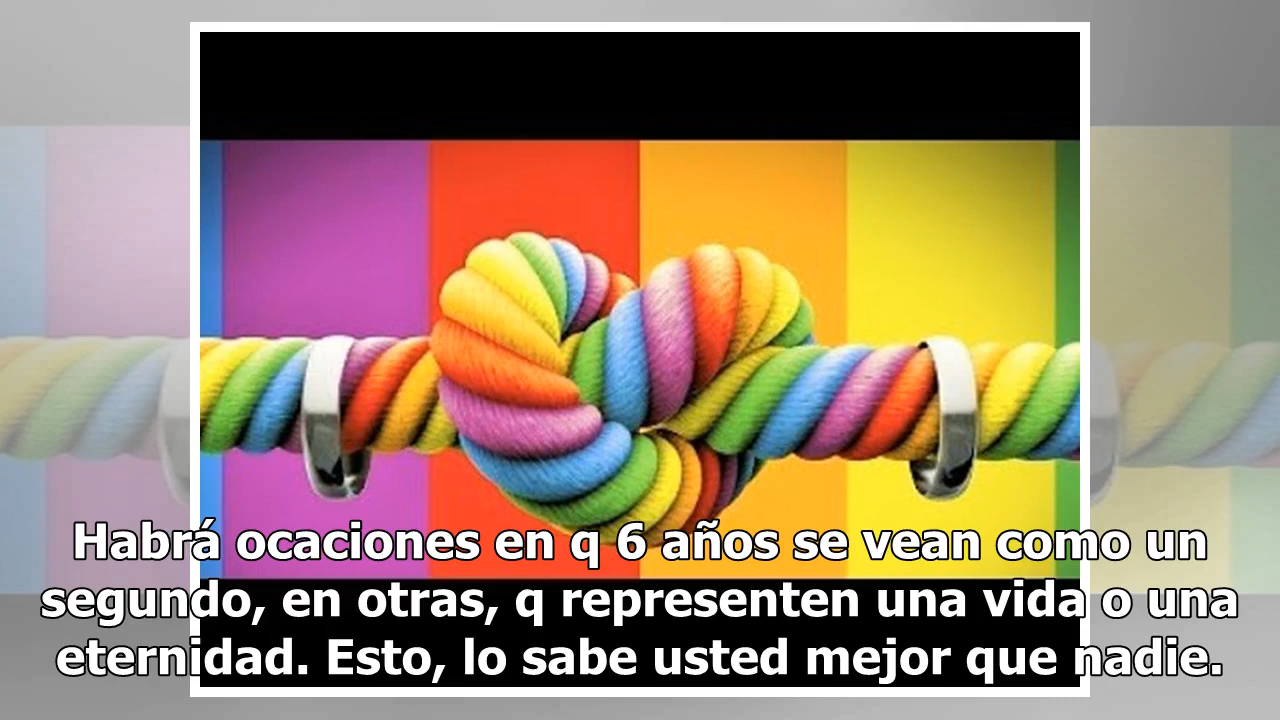 Habrá ocaciones en q 6 años se vean como un
segundo, en otras, q representen una vida o una
eternidad. Esto, lo sabe usted mejor que nadie.